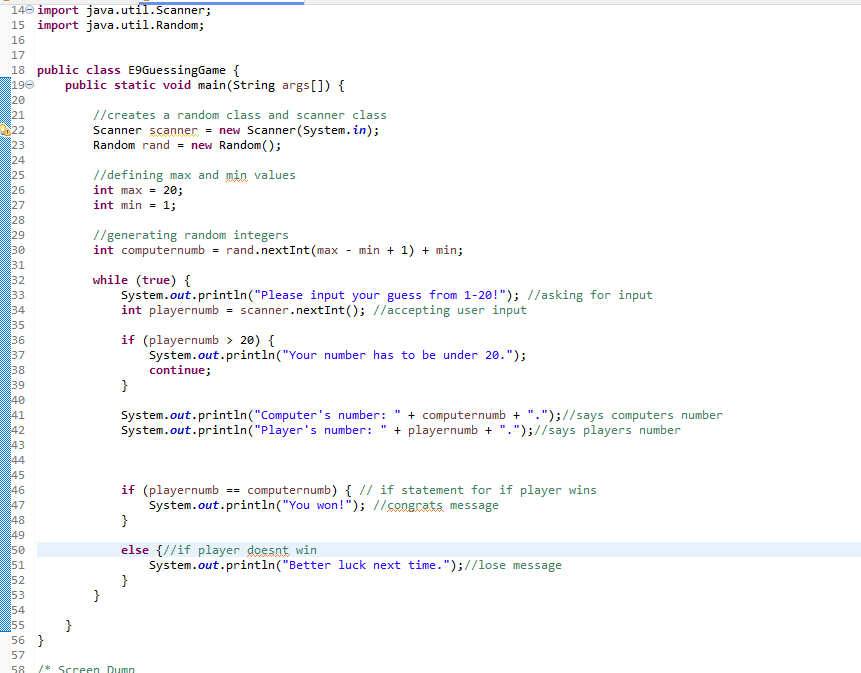 14 import java.util.Scanner;
15 import java.util.Random;
16
17
18 public class E9GuessingGame {
19     public static void main(String args[]) {
20
21         //creates a random class and scanner class
22         Scanner scanner = new Scanner(System.in);
23         Random rand = new Random();
24
25         //defining max and min values
26         int max = 20;
27         int min = 1;
28
29         //generating random integers
30         int computernumb = rand.nextInt(max - min + 1) + min;
31
32         while (true) {
33             System.out.println("Please input your guess from 1-20!"); //asking for input
34             int playernumb = scanner.nextInt(); //accepting user input
35
36             if (playernumb > 20) {
37                 System.out.println("Your number has to be under 20.");
38                 continue;
39             }
40
41             System.out.println("Computer's number: " + computernumb + ".");//says computers number
42             System.out.println("Player's number: " + playernumb + ".");//says players number
43
44
45
46             if (playernumb == computernumb) { // if statement for if player wins
47                 System.out.println("You won!"); //congrats message
48             }
49
50             else {//if player doesnt win
51                 System.out.println("Better luck next time.");//lose message
52             }
53         }
54
55     }
56 }
57
58 /* Screen Dump